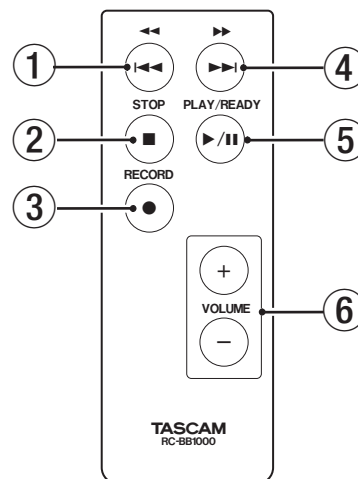 1
4
STOP
PLAY/READY
2
5
RECORD
3
+
VOLUME
6
−
TASCAM
RC-BB1000